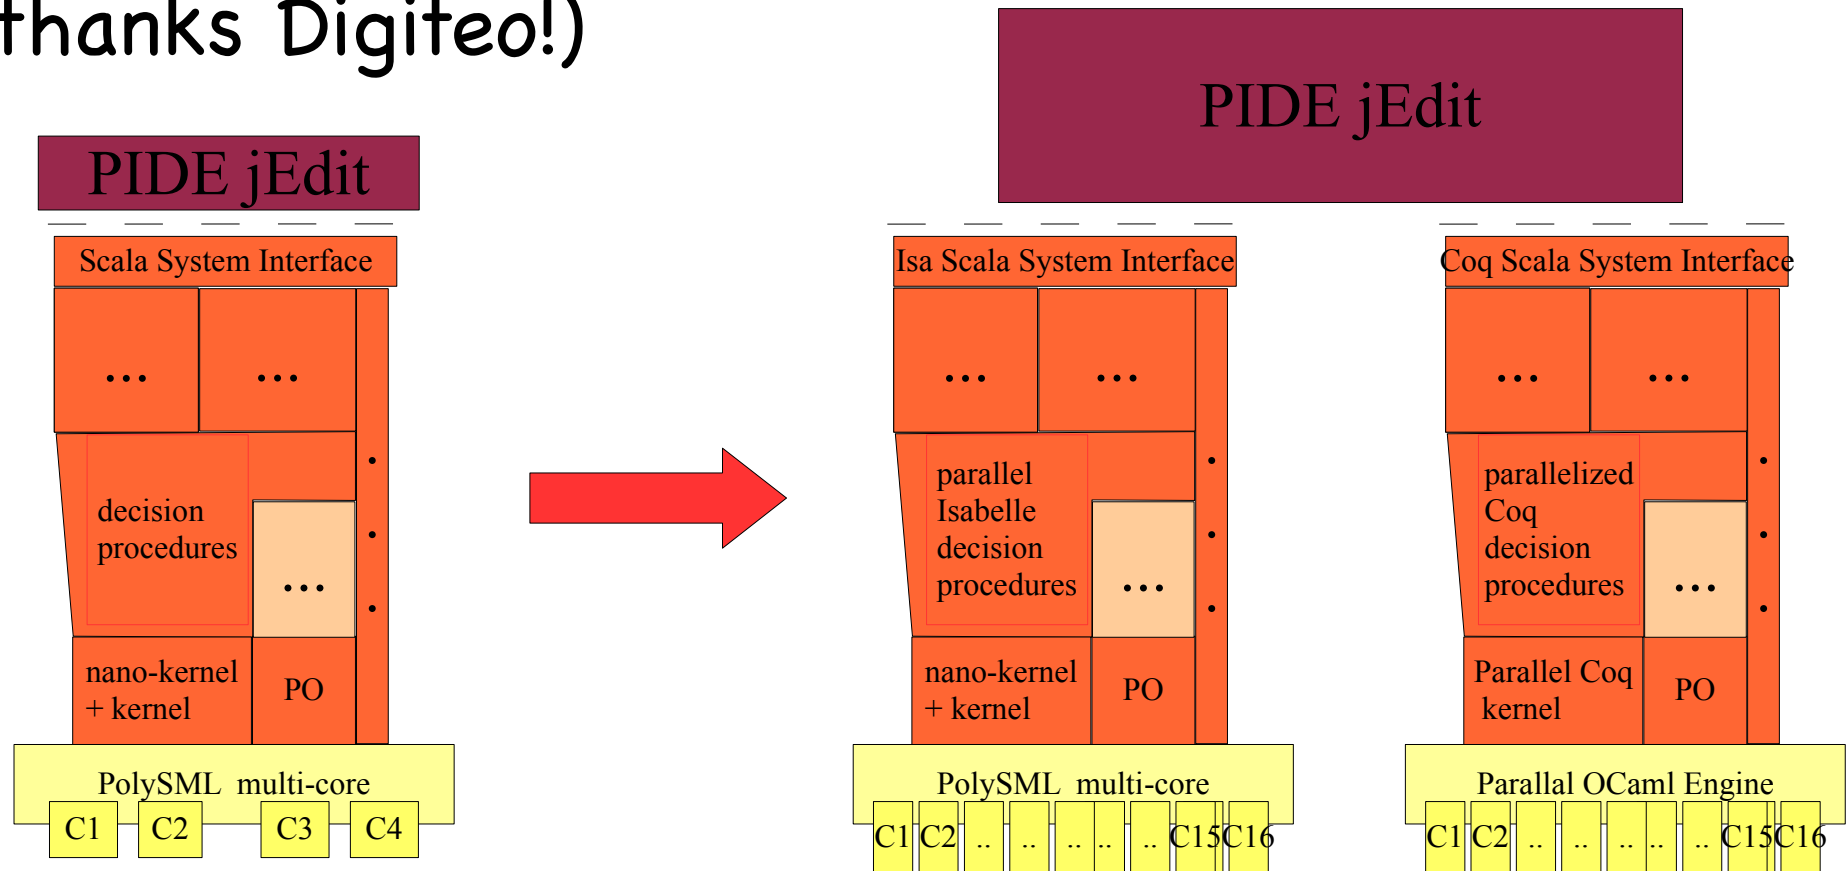 thanks Digiteo!)
PIDE jEdit
Scala System Interface
... ...
decision
procedures
...
nano-kernel
+ kernel
PO
PolySML multi-core
C1 C2 C3 C4
PIDE jEdit
Isa Scala System Interface
... ...
parallel
Isabelle
decision
procedures
...
nano-kernel
+ kernel
PO
PolySML multi-core
C1 C2 .. .. .. .. .. C15 C16
Coq Scala System Interface
... ...
parallelized
Coq
decision
procedures
...
Parallel Coq
kernel
PO
Parallal OCaml Engine
C1 C2 .. .. .. .. .. C15 C16